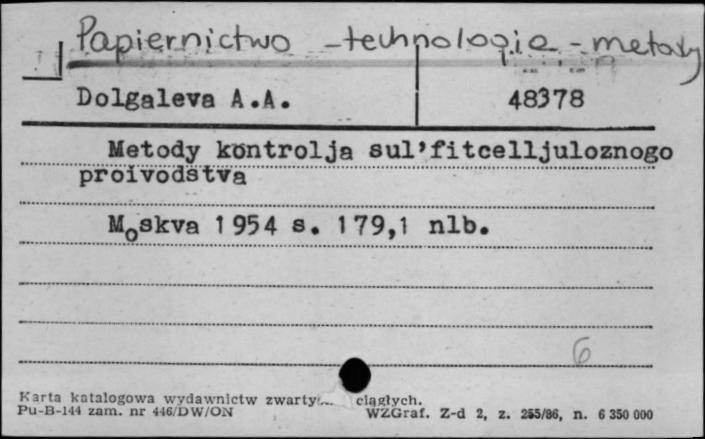 Papiernictwo - technologia - metody
Dolgaleva A.A. 48378
Metody kontrolja sul'fitcelljuloznogo
proivodstva
Moskva 1954 s. 179,1 nlb.
6
Karta katalogowa wydawnictw ciągłych.
Pu-B-144 zam. nr 446/DW/ON WZGraf. Z-d 2, z. 255/86, n. 6 350 000